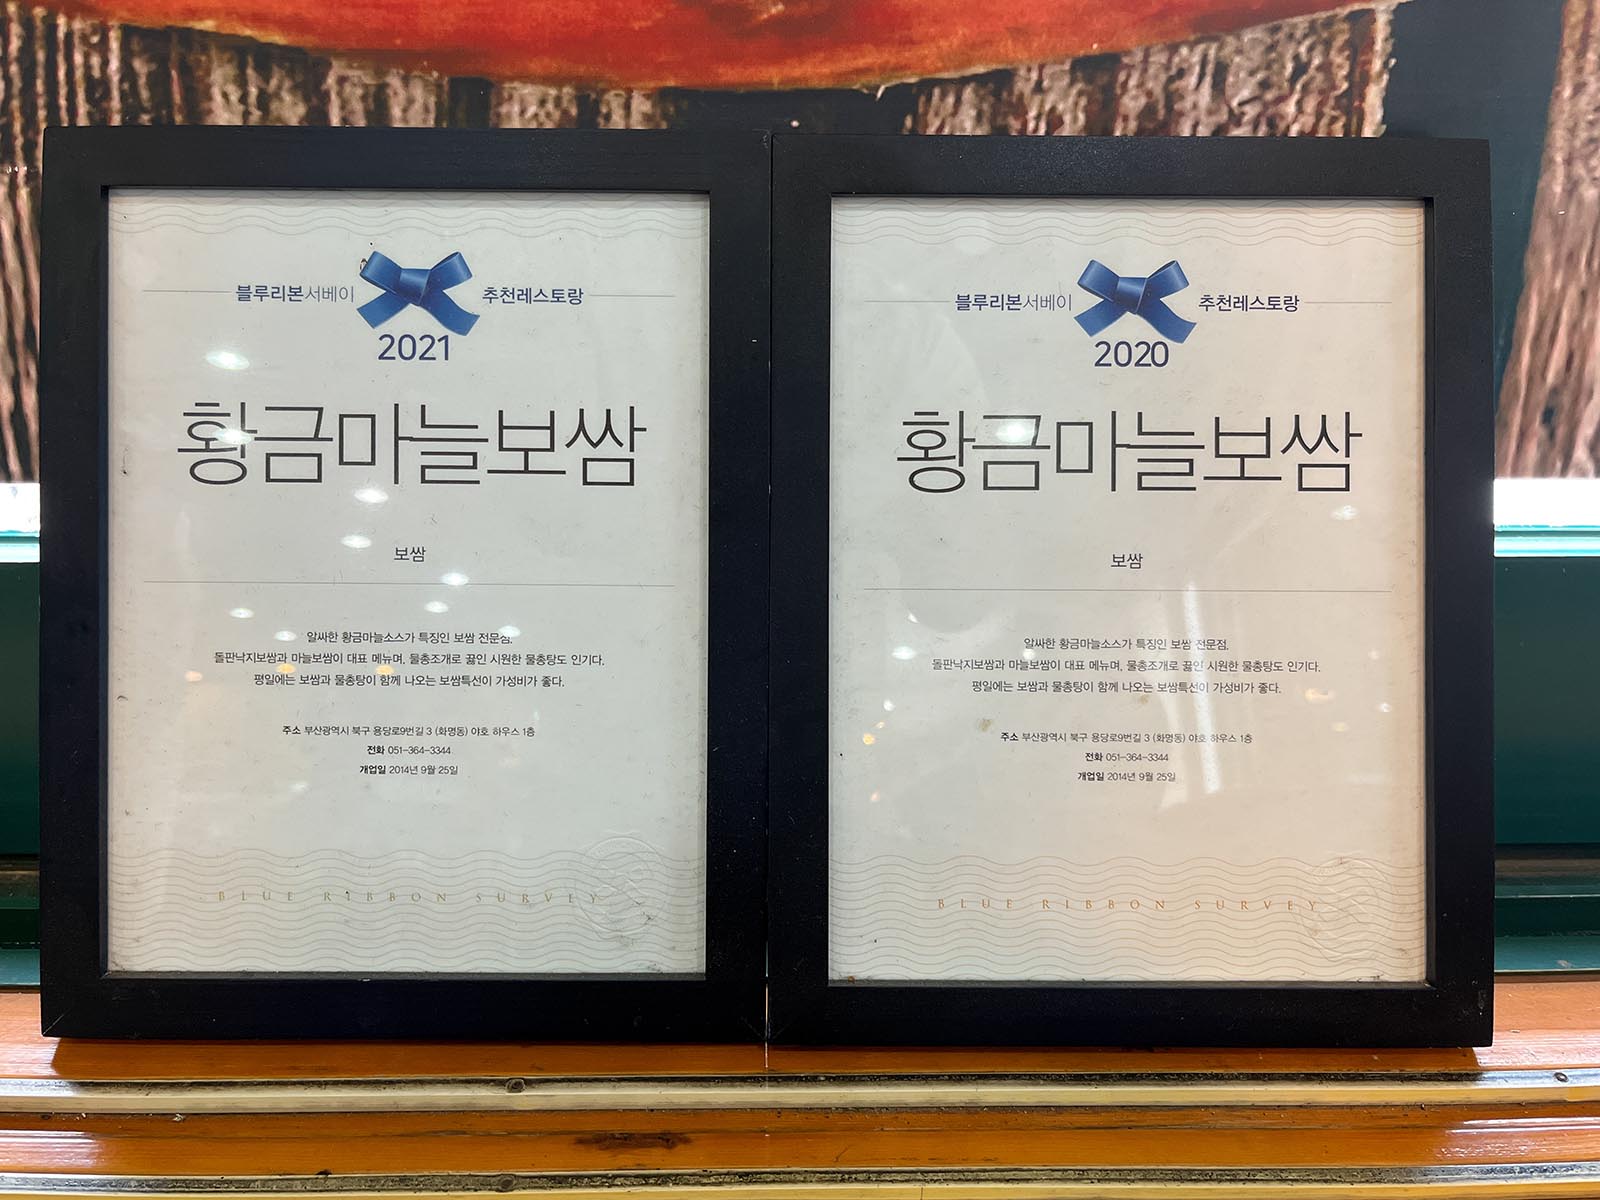 블루리본서베이 추천레스토랑
2021
황금마늘보쌈
보쌈
알싸한 황금마늘소스가 특징인 보쌈 전문점.
돌판낙지보쌈과 마늘보쌈이 대표 메뉴며, 물총조개로 끓인 시원한 물총탕도 인기다.
평일에는 보쌈과 물총탕이 함께 나오는 보쌈특선이 가성비가 좋다.
주소 부산광역시 북구 용당로9번길 3 (화명동) 야호 하우스 1층
전화 051-364-3344
개업일 2014년 9월 25일
BLUE RIBBON SURVEY
블루리본서베이 추천레스토랑
2020
황금마늘보쌈
보쌈
알싸한 황금마늘소스가 특징인 보쌈 전문점.
돌판낙지보쌈과 마늘보쌈이 대표 메뉴며, 물총조개로 끓인 시원한 물총탕도 인기다.
평일에는 보쌈과 물총탕이 함께 나오는 보쌈특선이 가성비가 좋다.
주소 부산광역시 북구 용당로9번길 3 (화명동) 야호 하우스 1층
전화 051-364-3344
개업일 2014년 9월 25일
BLUE RIBBON SURVEY